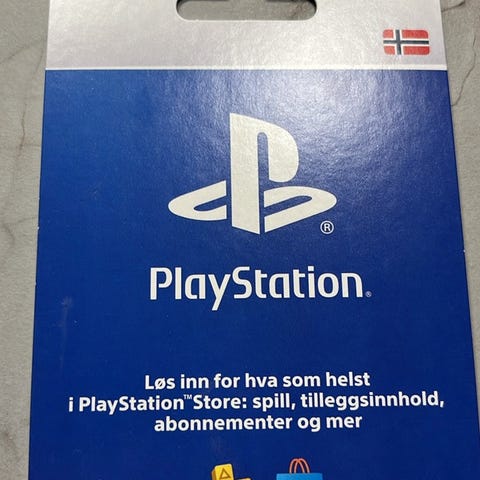 PlayStation®
Løs inn for hva som helst
i PlayStation™Store: spill, tilleggsinnhold,
abonnementer og mer